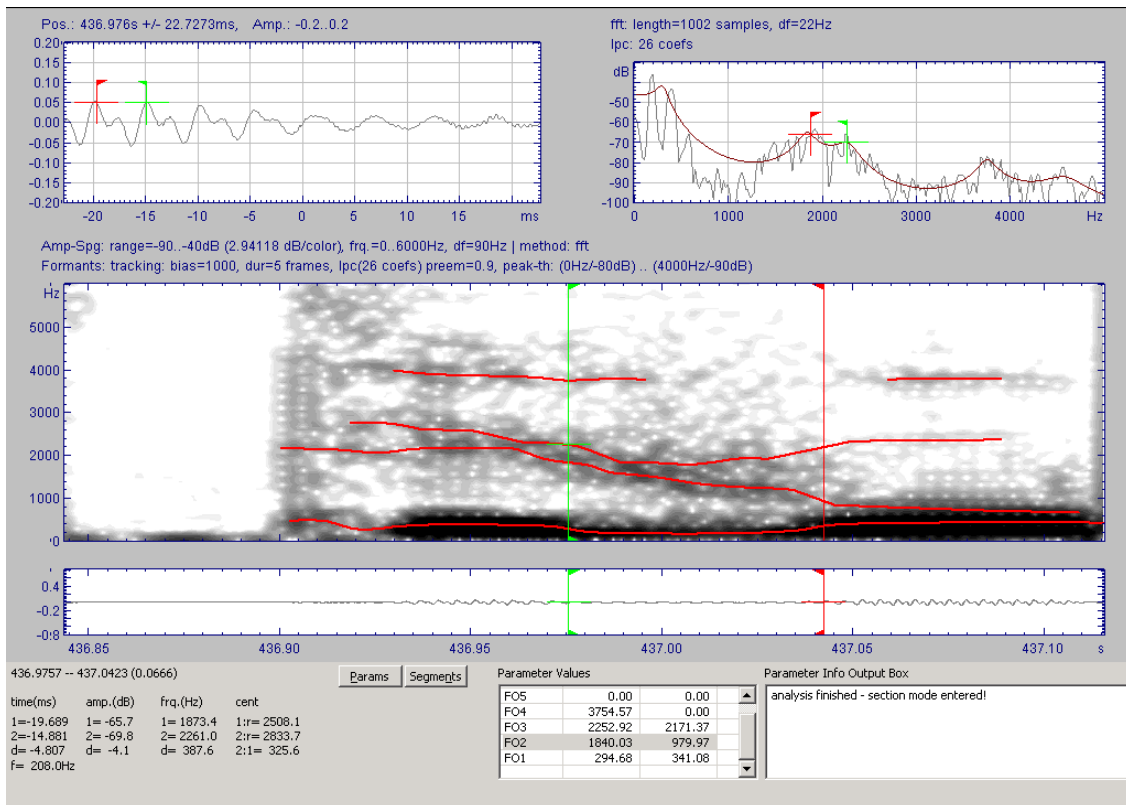 Pos.: 436.976s +/- 22.7273ms, Amp.: -0.2..0.2
fft: length=1002 samples, df=22Hz
lpc: 26 coefs
0.20
0.15
0.10
0.05
0.00
-0.05
-0.10
-0.15
-0.20
-20 -15 -10 -5 0 5 10 15 ms
dB
-50
-60
-70
-80
-90
-100
0 1000 2000 3000 4000 Hz
Amp-Spg: range=-90..-40dB (2.94118 dB/color), frq.=0..6000Hz, df=90Hz | method: fft
Formants: tracking: bias=1000, dur=5 frames, lpc(26 coefs) preem=0.9, peak-th: (0Hz/-80dB) .. (4000Hz/-90dB)
Hz
5000
4000
3000
2000
1000
0
0.4
-0.2
-0.8
436.85 436.90 436.95 437.00 437.05 437.10 s
436.9757 -- 437.0423 (0.0666)
Params Segments
time(ms) amp.(dB) frq.(Hz) cent
1=-19.689 1= -65.7 1= 1873.4 1:r= 2508.1
2=-14.881 2= -69.8 2= 2261.0 2:r= 2833.7
d= -4.807 d= -4.1 d= 387.6 2:1= 325.6
f= 208.0Hz
Parameter Values
FO5 0.00 0.00
FO4 3754.57 0.00
FO3 2252.92 2171.37
FO2 1840.03 979.97
FO1 294.68 341.08
Parameter Info Output Box
analysis finished - section mode entered!